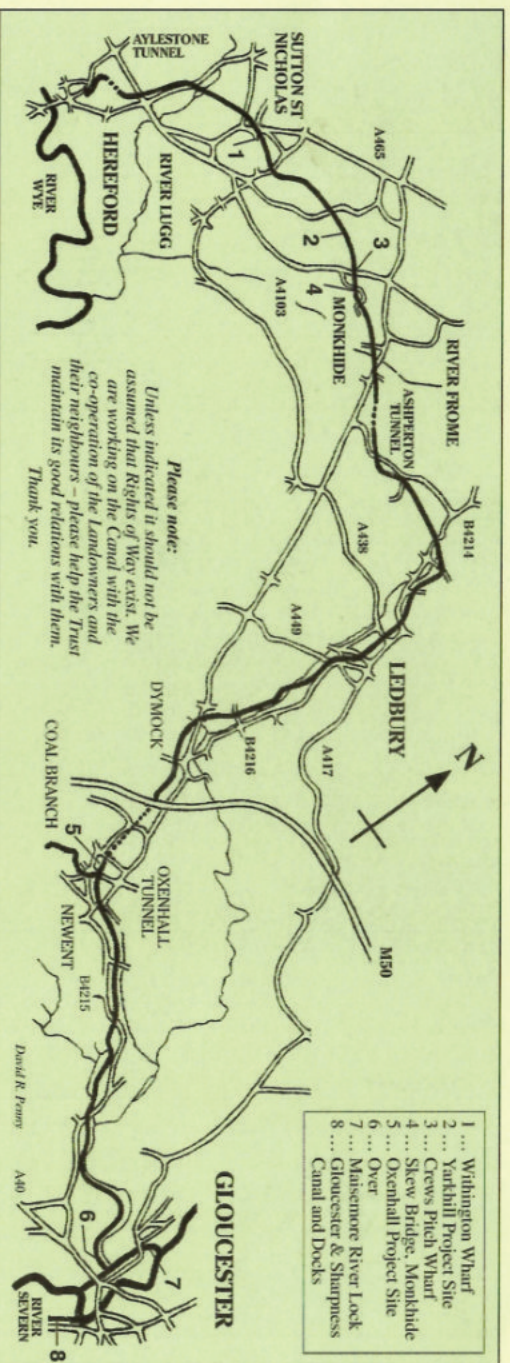 AYLESTONE
TUNNEL
SUTTON ST
NICHOLAS
HEREFORD
RIVER
WYE
RIVER LUGG
1
A465
2
3
4
MONKHIDE
A4103
RIVER FROME
ASHPERTON
TUNNEL
B4214
A438
A449
LEDBURY
A417
N
DYMOCK
B4216
COAL BRANCH
5
OXENHALL
TUNNEL
NEWENT
M50
B4215
David R. Penny
A40
6
GLOUCESTER
7
RIVER
SEVERN
8
Please note:
Unless indicated it should not be
assumed that Rights of Way exist. We
are working on the Canal with the
co-operation of the Landowners and
their neighbours – please help the Trust
maintain its good relations with them.
Thank you.
1 ... Withington Wharf
2 ... Yarkhill Project Site
3 ... Crews Pitch Wharf
4 ... Skew Bridge, Monkhide
5 ... Oxenhall Project Site
6 ... Over
7 ... Maisemore River Lock
8 ... Gloucester & Sharpness
Canal and Docks